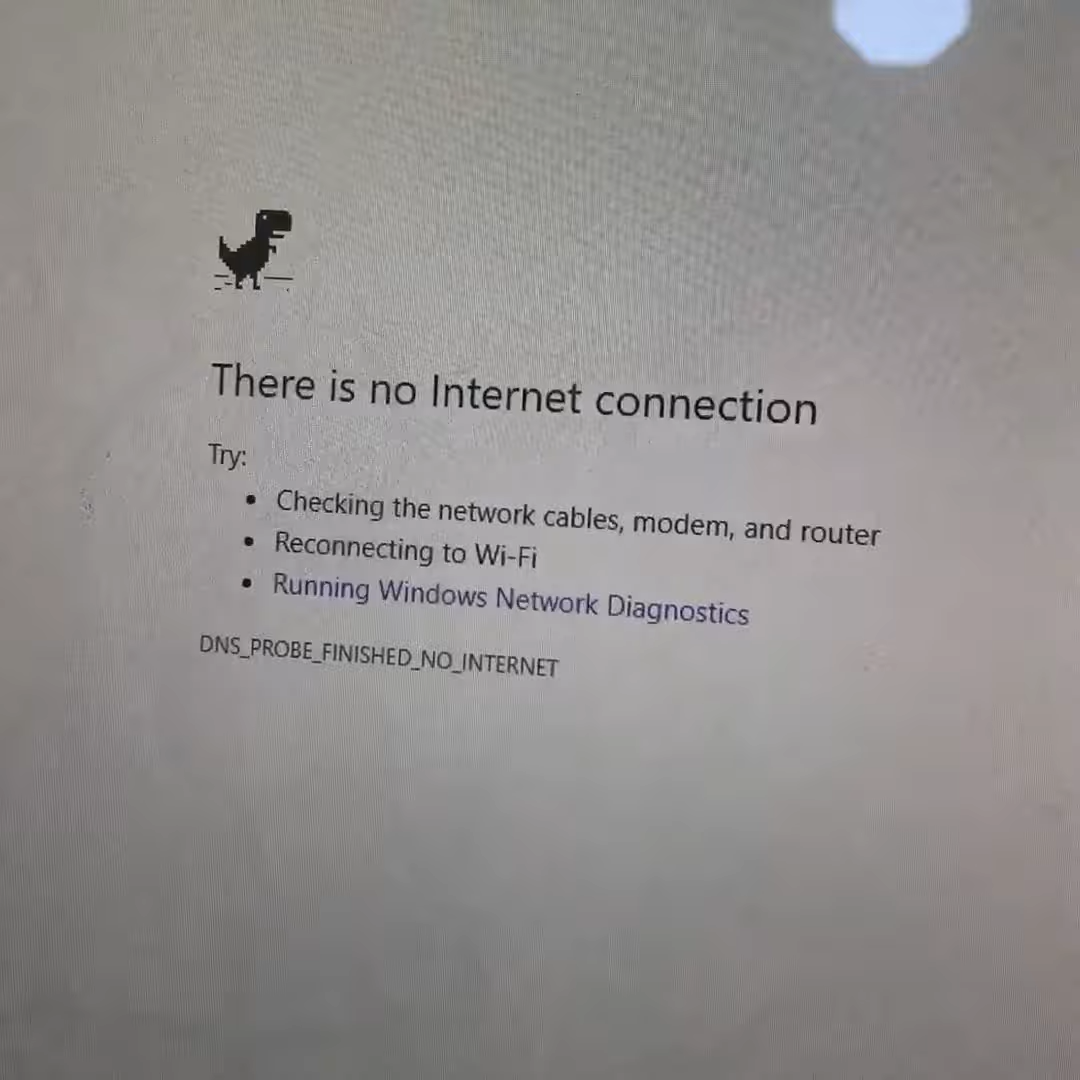 There is no Internet connection
Try:
• Checking the network cables, modem, and router
• Reconnecting to Wi-Fi
• Running Windows Network Diagnostics
DNS_PROBE_FINISHED_NO_INTERNET